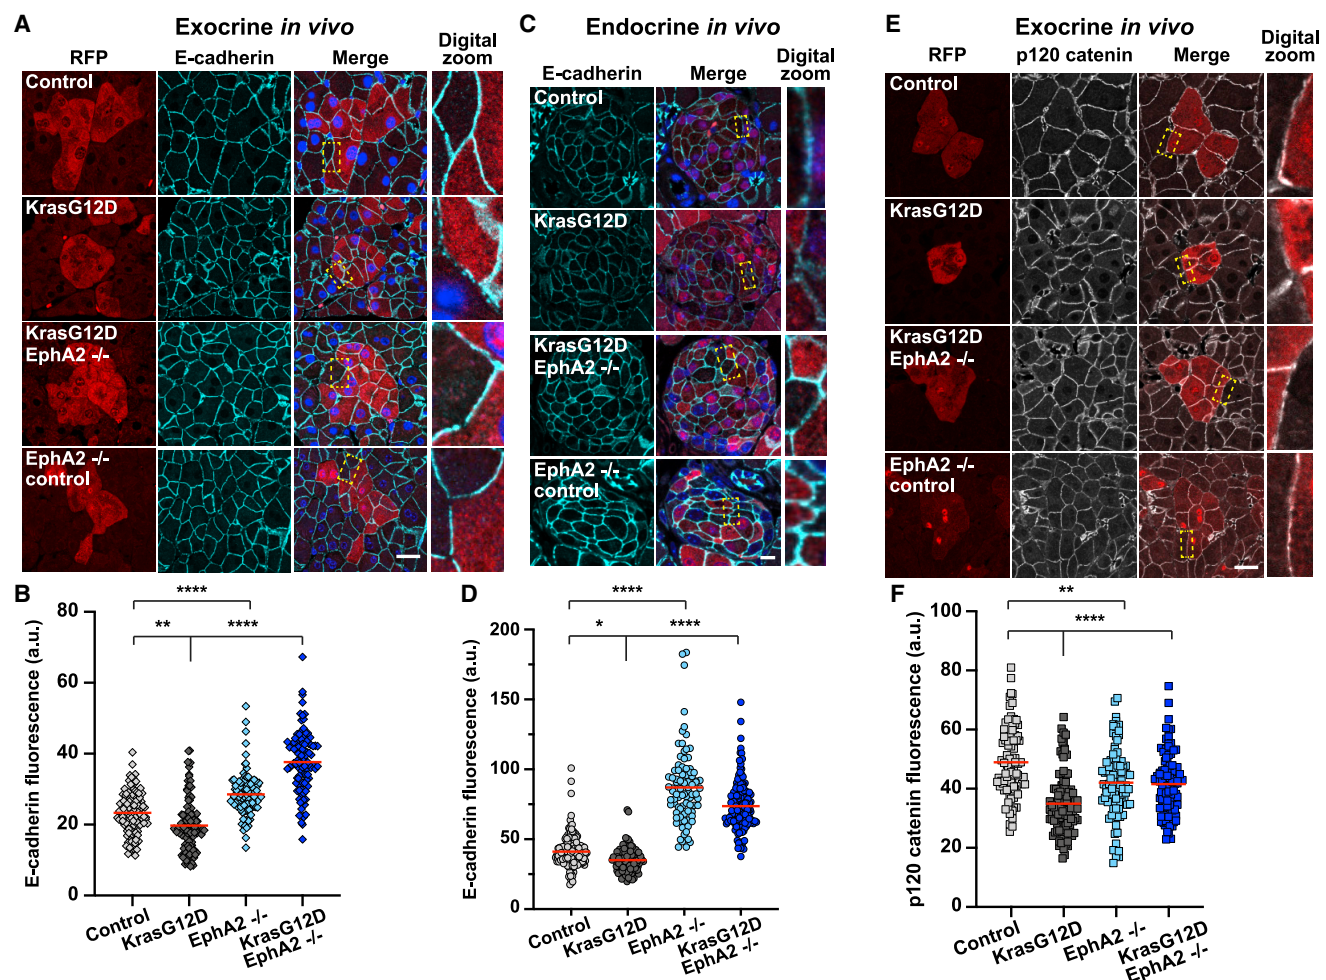 A
Exocrine in vivo
RFP
E-cadherin
Merge
Digital
zoom
Control
KrasG12D
KrasG12D
EphA2 -/-
EphA2 -/-
control
C
Endocrine in vivo
E-cadherin
Merge
Digital
zoom
Control
KrasG12D
KrasG12D
EphA2 -/-
EphA2 -/-
control
E
Exocrine in vivo
RFP
p120 catenin
Merge
Digital
zoom
Control
KrasG12D
KrasG12D
EphA2 -/-
EphA2 -/-
control
B
E-cadherin fluorescence (a.u.)
80
60
40
20
0
****
** ****
Control
KrasG12D
EphA2 -/-
KrasG12D
EphA2 -/-
D
E-cadherin fluorescence (a.u.)
200
150
100
50
0
****
* ****
Control
KrasG12D
EphA2 -/-
KrasG12D
EphA2 -/-
F
p120 catenin fluorescence (a.u.)
100
80
60
40
20
0
**
****
Control
KrasG12D
EphA2 -/-
KrasG12D
EphA2 -/-